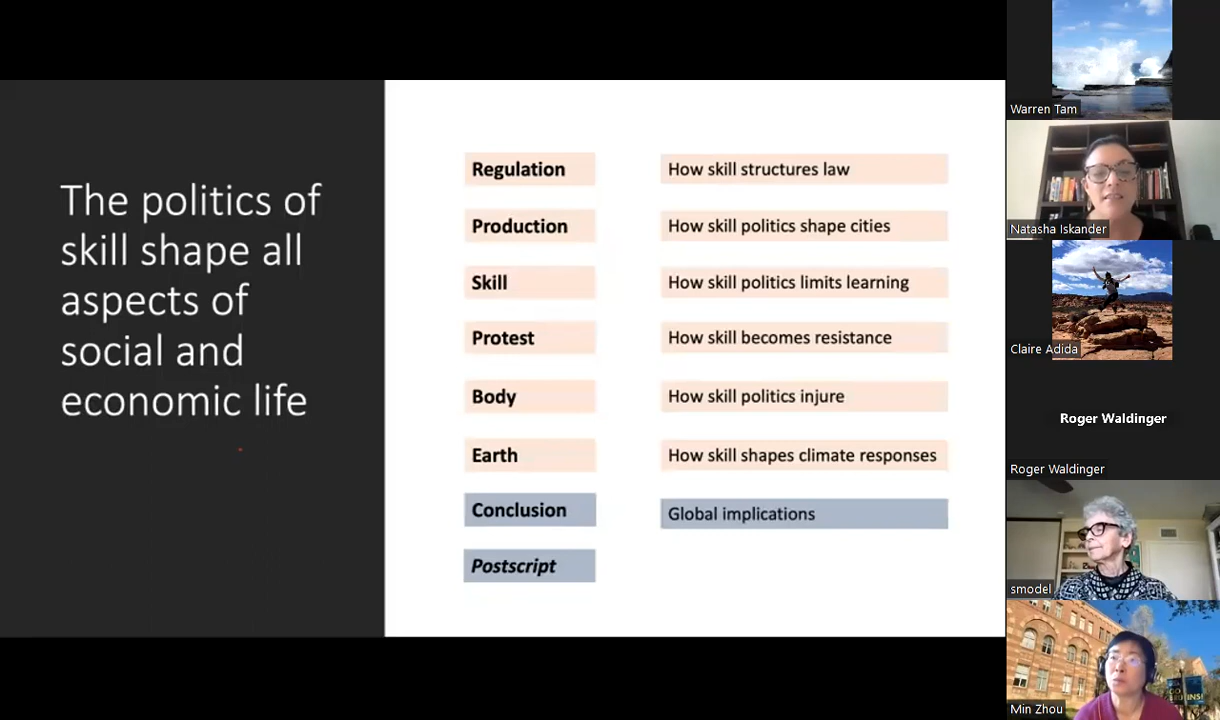 The politics of
skill shape all
aspects of
social and
economic life
Regulation
How skill structures law
Production
How skill politics shape cities
Skill
How skill politics limits learning
Protest
How skill becomes resistance
Body
How skill politics injure
Earth
How skill shapes climate responses
Conclusion
Global implications
Postscript
Warren Tam
Natasha Iskander
Claire Adida
Roger Waldinger
Roger Waldinger
smodel
Min Zhou